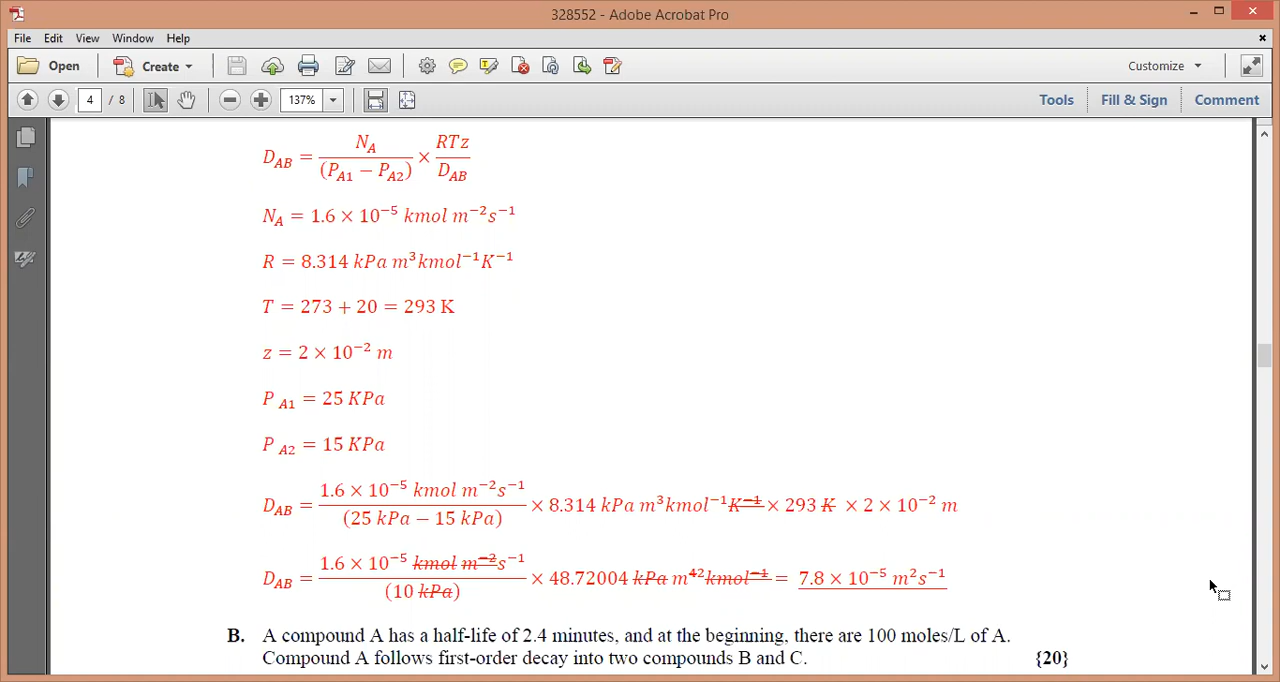 328552 - Adobe Acrobat Pro
File Edit View Window Help
Open Create Customize
4 / 8 137% Tools Fill & Sign Comment
D_AB = N_A / (P_A1 − P_A2) × RTz / D_AB
N_A = 1.6 × 10⁻⁵ kmol m⁻²s⁻¹
R = 8.314 kPa m³kmol⁻¹K⁻¹
T = 273 + 20 = 293 K
z = 2 × 10⁻² m
P_A1 = 25 KPa
P_A2 = 15 KPa
D_AB = 1.6 × 10⁻⁵ kmol m⁻²s⁻¹ / (25 kPa − 15 kPa) × 8.314 kPa m³kmol⁻¹K⁻¹ × 293 K × 2 × 10⁻² m
D_AB = 1.6 × 10⁻⁵ kmol m⁻²s⁻¹ / (10 kPa) × 48.72004 kPa m⁴²kmol⁻¹ = 7.8 × 10⁻⁵ m²s⁻¹
B. A compound A has a half-life of 2.4 minutes, and at the beginning, there are 100 moles/L of A.
Compound A follows first-order decay into two compounds B and C. {20}